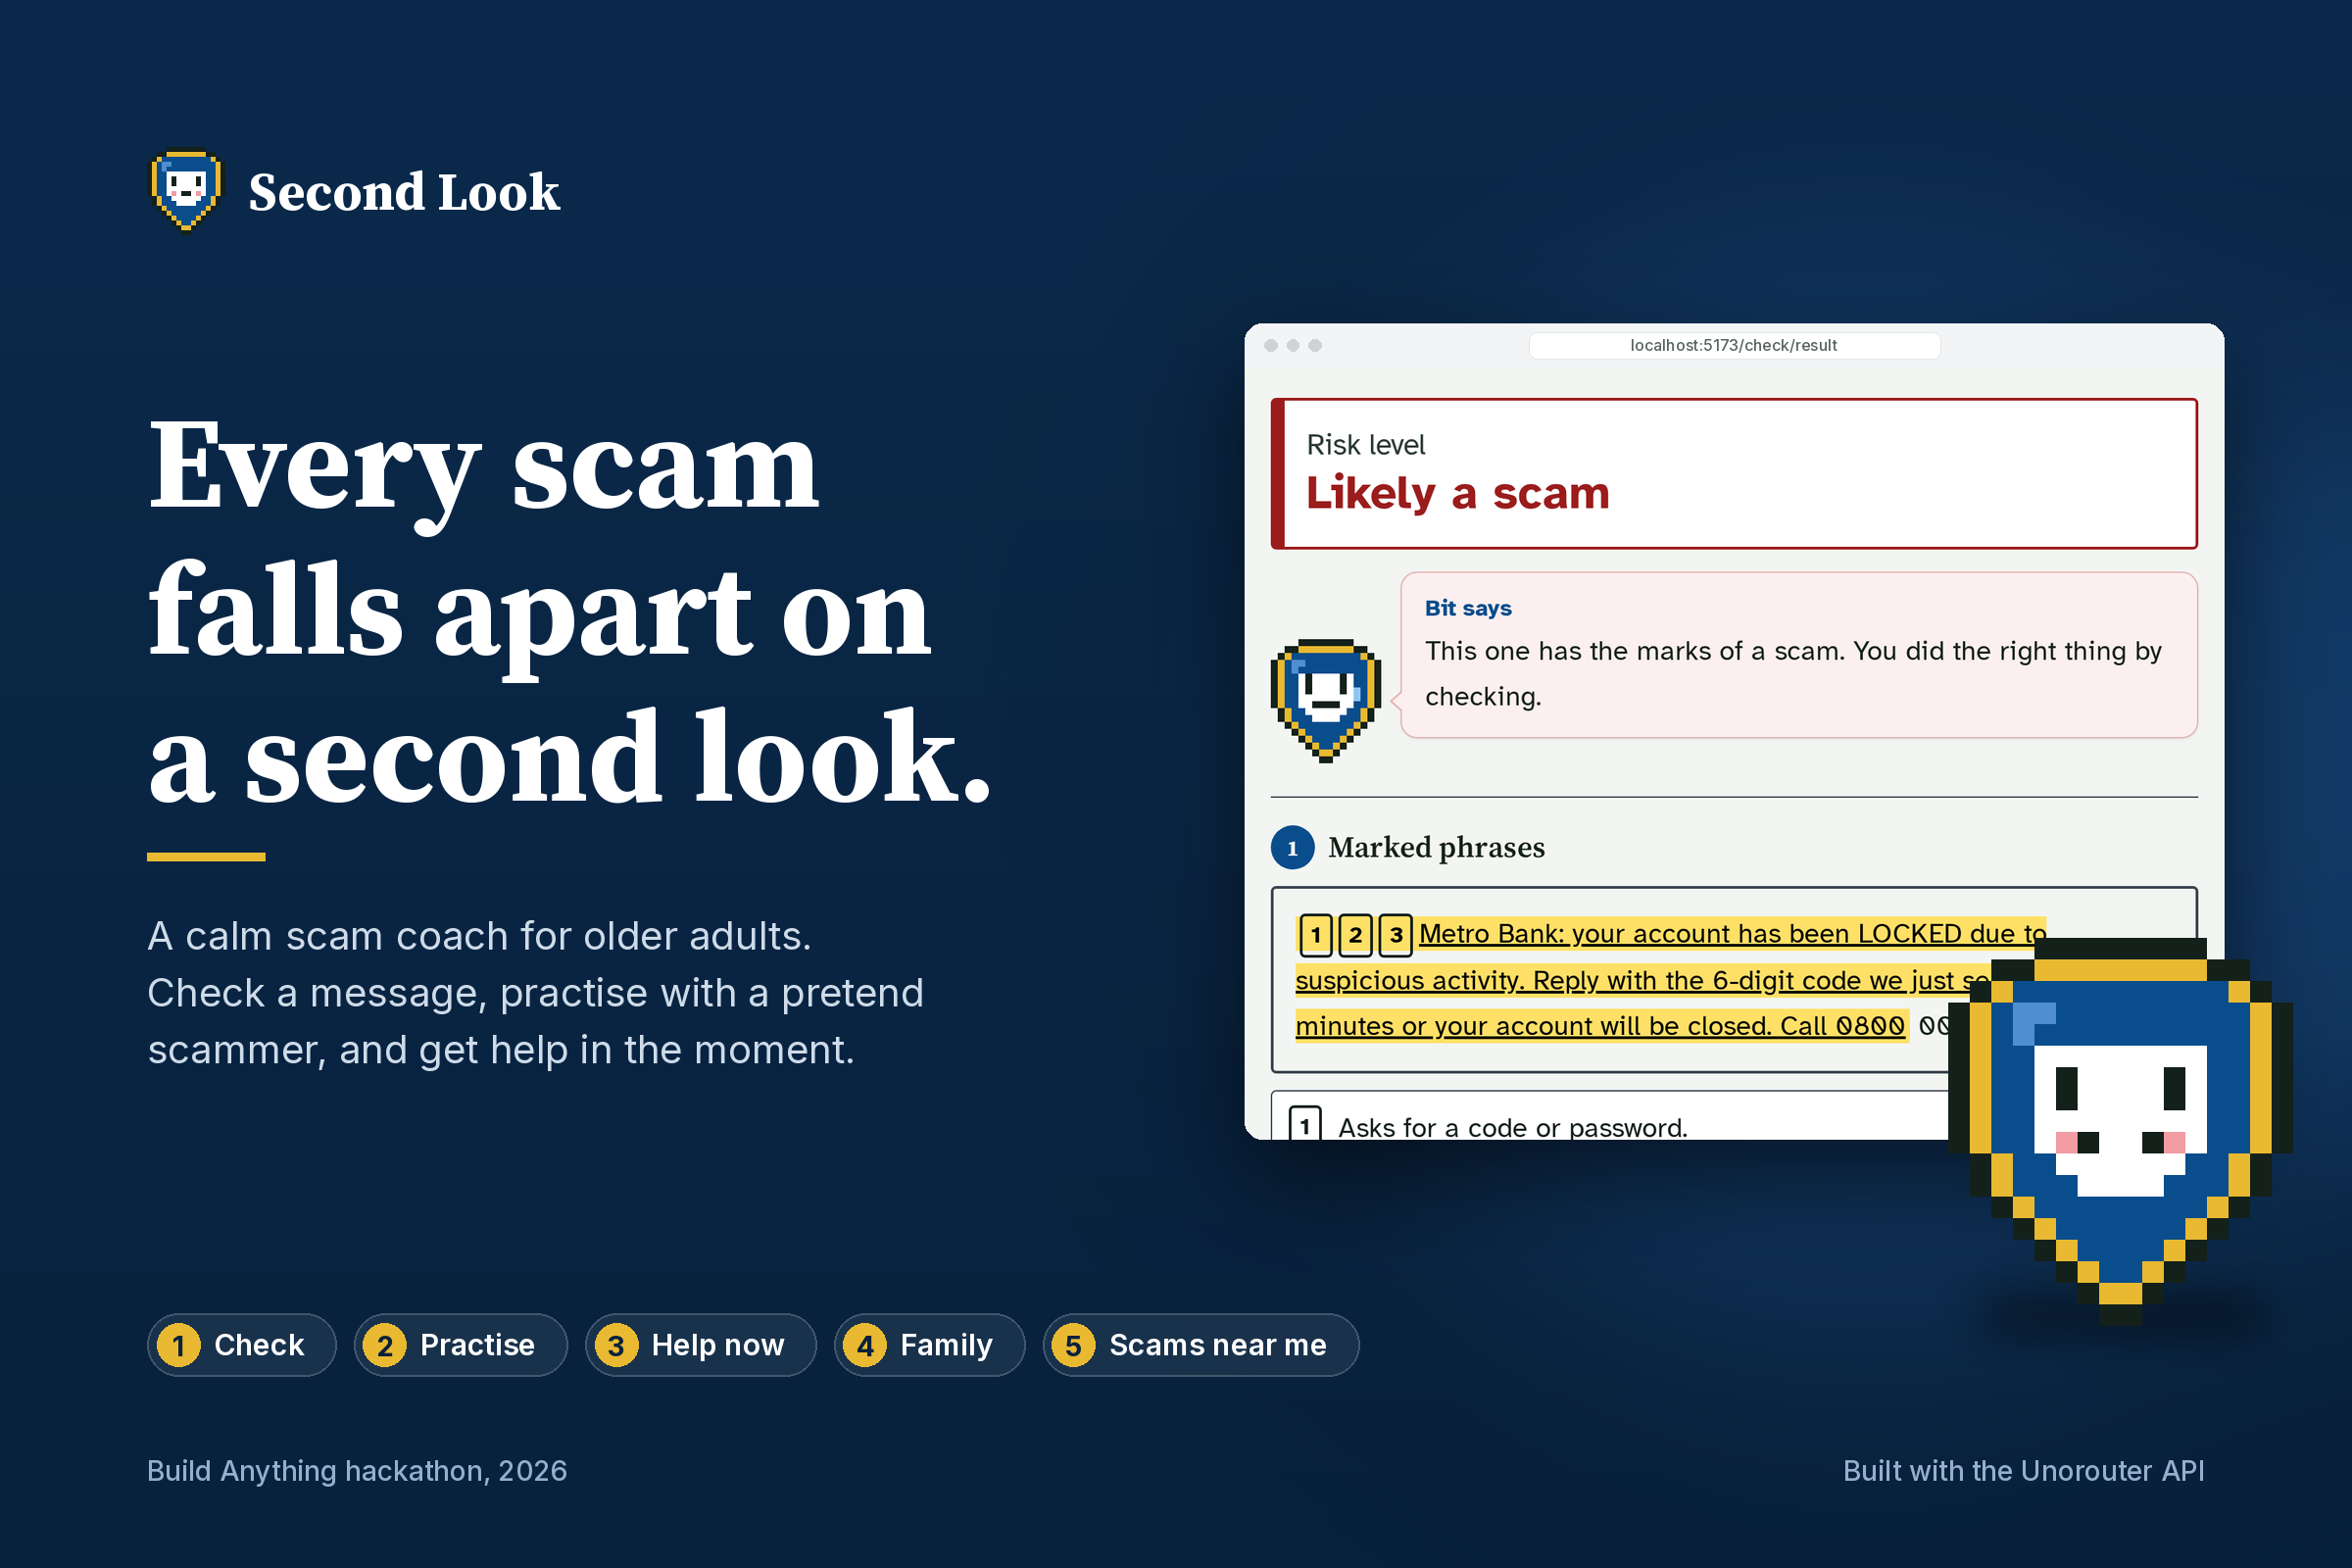 Second Look
Every scam
falls apart on
a second look.
A calm scam coach for older adults.
Check a message, practise with a pretend
scammer, and get help in the moment.
localhost:5173/check/result
Risk level
Likely a scam
Bit says
This one has the marks of a scam. You did the right thing by
checking.
1 Marked phrases
1 2 3 Metro Bank: your account has been LOCKED due to
suspicious activity. Reply with the 6-digit code we just
minutes or your account will be closed. Call 0800
1 Asks for a code or password.
1 Check 2 Practise 3 Help now 4 Family 5 Scams near me
Build Anything hackathon, 2026
Built with the Unorouter API